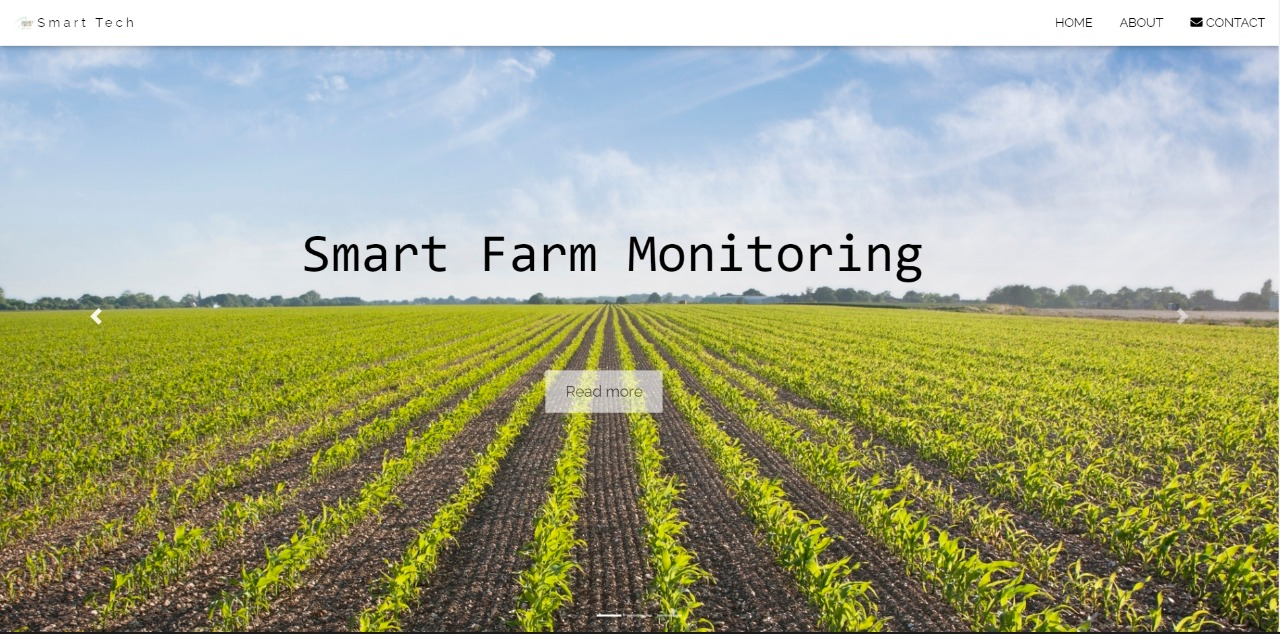 Smart Tech
HOME
ABOUT
CONTACT
Smart Farm Monitoring
Read more